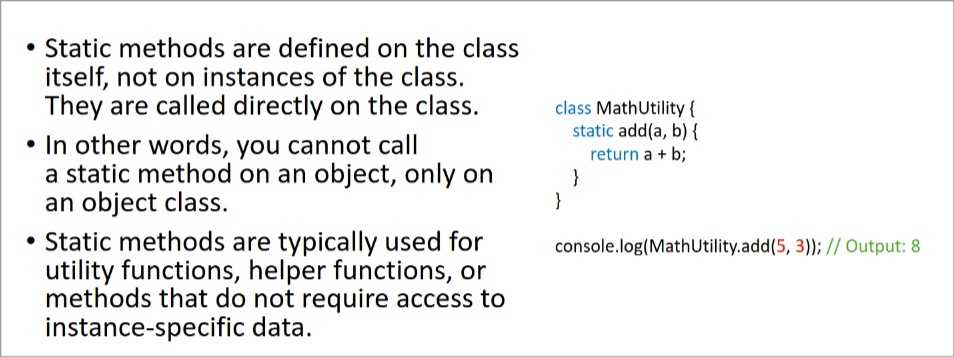 • Static methods are defined on the class
itself, not on instances of the class.
They are called directly on the class.
• In other words, you cannot call
a static method on an object, only on
an object class.
• Static methods are typically used for
utility functions, helper functions, or
methods that do not require access to
instance-specific data.
class MathUtility {
static add(a, b) {
return a + b;
}
}
console.log(MathUtility.add(5, 3)); // Output: 8